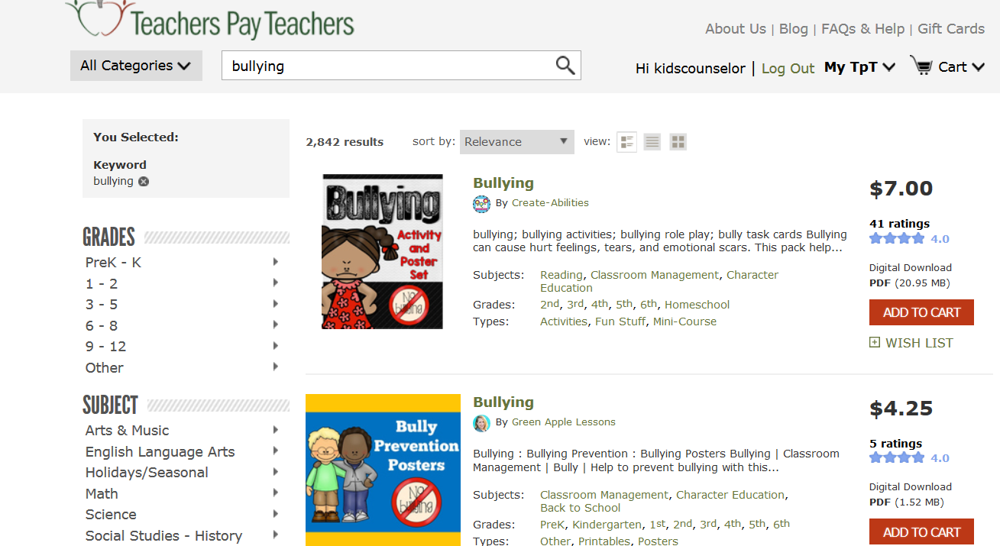 Teachers Pay Teachers
About Us | Blog | FAQs & Help | Gift Cards
All Categories
bullying
Hi kidscounselor | Log Out My TpT Cart
You Selected:
Keyword
bullying
GRADES
PreK - K
1 - 2
3 - 5
6 - 8
9 - 12
Other
SUBJECT
Arts & Music
English Language Arts
Holidays/Seasonal
Math
Science
Social Studies - History
2,842 results sort by: Relevance view:
Bullying
Activity
and
Poster
Set
No
bullying
Bullying
By Create-Abilities
bullying; bullying activities; bullying role play; bully task cards Bullying
can cause hurt feelings, tears, and emotional scars. This pack help...
Subjects: Reading, Classroom Management, Character
Education
Grades: 2nd, 3rd, 4th, 5th, 6th, Homeschool
Types: Activities, Fun Stuff, Mini-Course
$7.00
41 ratings
4.0
Digital Download
PDF (20.95 MB)
ADD TO CART
WISH LIST
Bully
Prevention
Posters
No
bullying
Bullying
By Green Apple Lessons
Bullying : Bullying Prevention : Bullying Posters Bullying | Classroom
Management | Bully | Help to prevent bullying with this...
Subjects: Classroom Management, Character Education,
Back to School
Grades: PreK, Kindergarten, 1st, 2nd, 3rd, 4th, 5th, 6th
Types: Other, Printables, Posters
$4.25
5 ratings
4.0
Digital Download
PDF (1.52 MB)
ADD TO CART